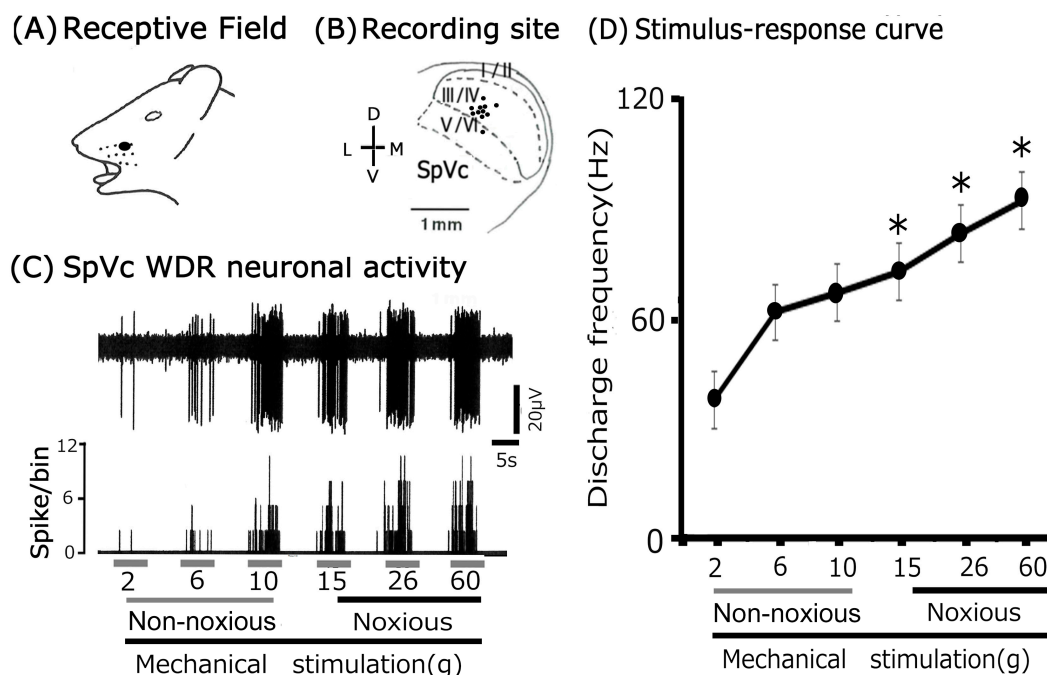 (A) Receptive Field
(B) Recording site
I/II
III/IV
V/VI
D
L M
V
SpVc
1mm
(C) SpVc WDR neuronal activity
20μV
5s
Spike/bin
12
6
0
2 6 10 15 26 60
Non-noxious Noxious
Mechanical stimulation(g)
(D) Stimulus-response curve
Discharge frequency(Hz)
120
60
0
* * *
2 6 10 15 26 60
Non-noxious Noxious
Mechanical stimulation(g)